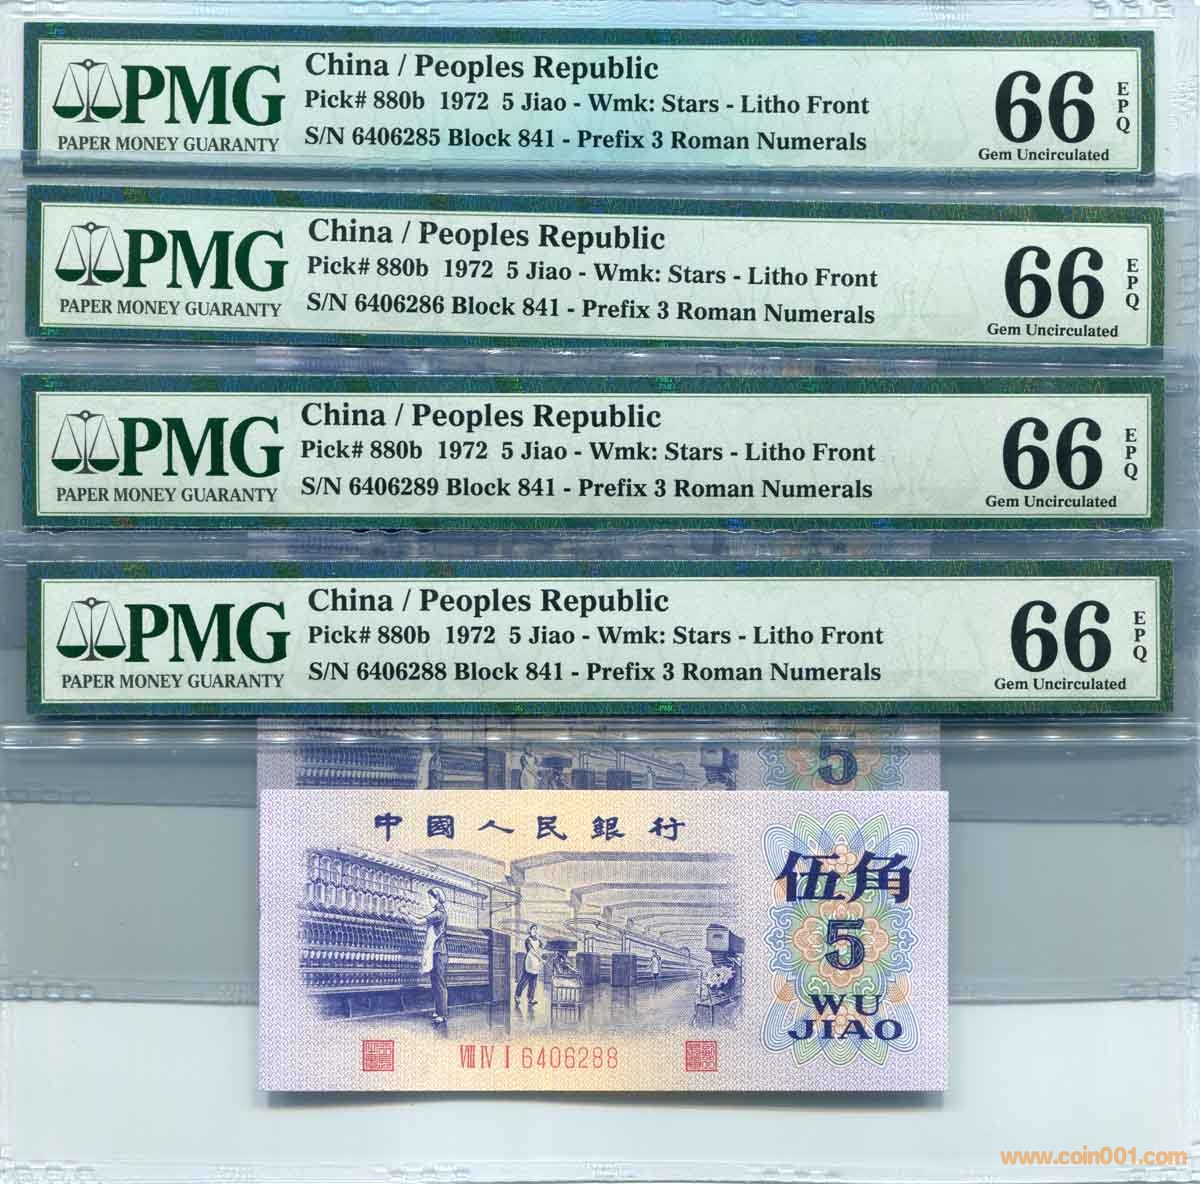 China / Peoples Republic
PMG Pick# 880b 1972 5 Jiao - Wmk: Stars - Litho Front 66 EPQ
PAPER MONEY GUARANTY S/N 6406285 Block 841 - Prefix 3 Roman Numerals Gem Uncirculated
China / Peoples Republic
PMG Pick# 880b 1972 5 Jiao - Wmk: Stars - Litho Front 66 EPQ
PAPER MONEY GUARANTY S/N 6406286 Block 841 - Prefix 3 Roman Numerals Gem Uncirculated
China / Peoples Republic
PMG Pick# 880b 1972 5 Jiao - Wmk: Stars - Litho Front 66 EPQ
PAPER MONEY GUARANTY S/N 6406289 Block 841 - Prefix 3 Roman Numerals Gem Uncirculated
China / Peoples Republic
PMG Pick# 880b 1972 5 Jiao - Wmk: Stars - Litho Front 66 EPQ
PAPER MONEY GUARANTY S/N 6406288 Block 841 - Prefix 3 Roman Numerals Gem Uncirculated
5
中國人民銀行
伍角
5
WU
JIAO
VIII IV I 6406288
www.coin001.com